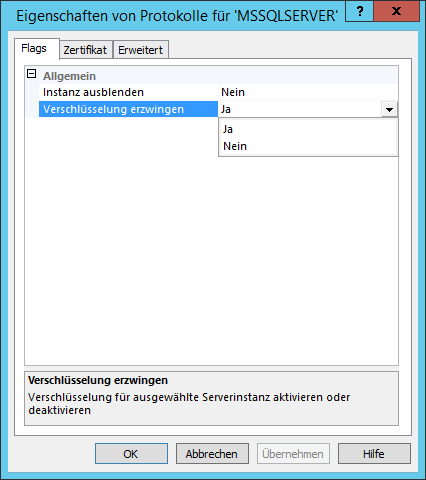 Eigenschaften von Protokolle für 'MSSQLSERVER'
? x
Flags Zertifikat Erweitert
Allgemein
Instanz ausblenden Nein
Verschlüsselung erzwingen Ja
Ja
Nein
Verschlüsselung erzwingen
Verschlüsselung für ausgewählte Serverinstanz aktivieren oder
deaktivieren
OK Abbrechen Übernehmen Hilfe